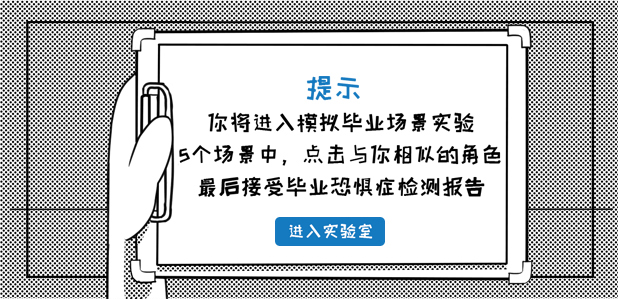 提示
你将进入模拟毕业场景实验
5个场景中，点击与你相似的角色
最后接受毕业恐惧症检测报告
进入实验室